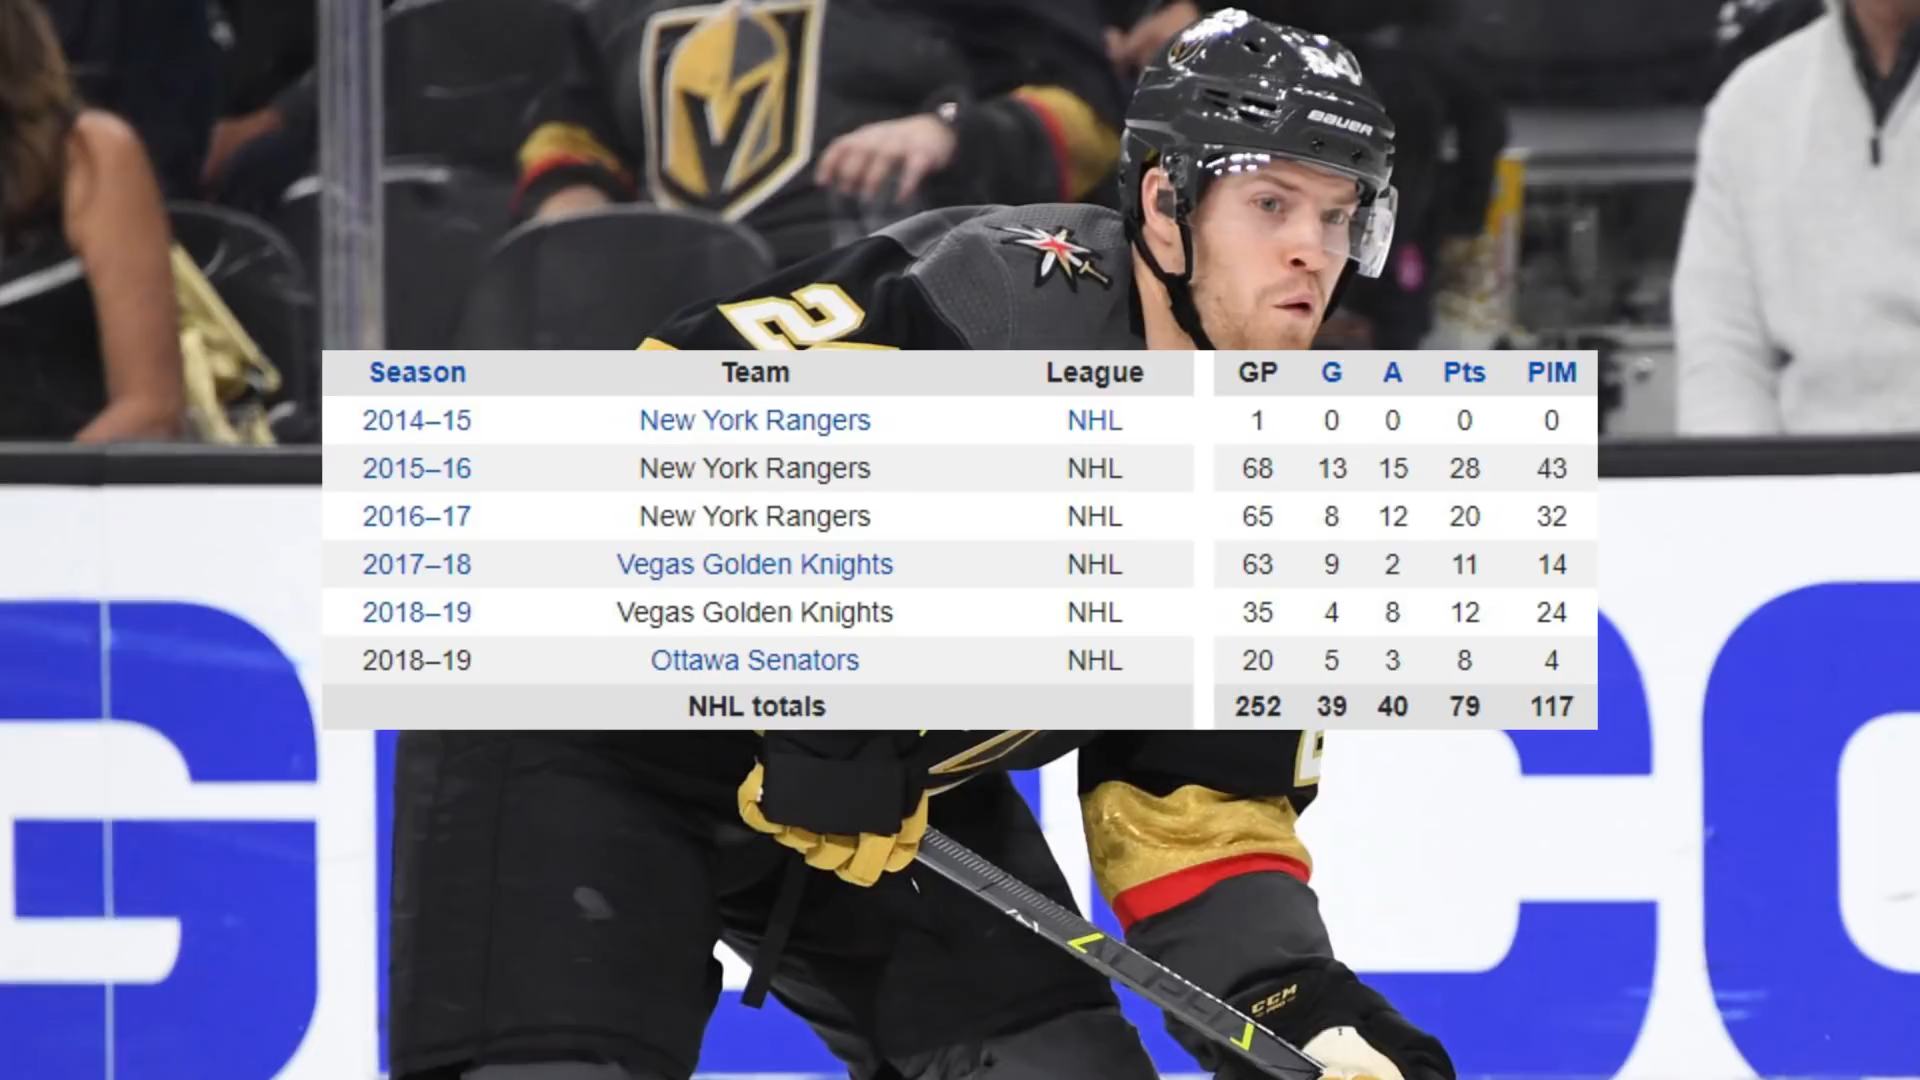 BAUER
2
Season Team League GP G A Pts PIM
2014–15 New York Rangers NHL 1 0 0 0 0
2015–16 New York Rangers NHL 68 13 15 28 43
2016–17 New York Rangers NHL 65 8 12 20 32
2017–18 Vegas Golden Knights NHL 63 9 2 11 14
2018–19 Vegas Golden Knights NHL 35 4 8 12 24
2018–19 Ottawa Senators NHL 20 5 3 8 4
NHL totals 252 39 40 79 117
CCM